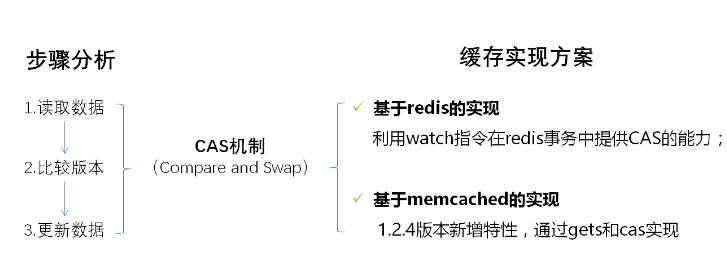 步骤分析
缓存实现方案
1.读取数据
2.比较版本
3.更新数据
CAS机制
（Compare and Swap）
基于redis的实现
利用watch指令在redis事务中提供CAS的能力；
基于memcached的实现
1.2.4版本新增特性，通过gets和cas实现